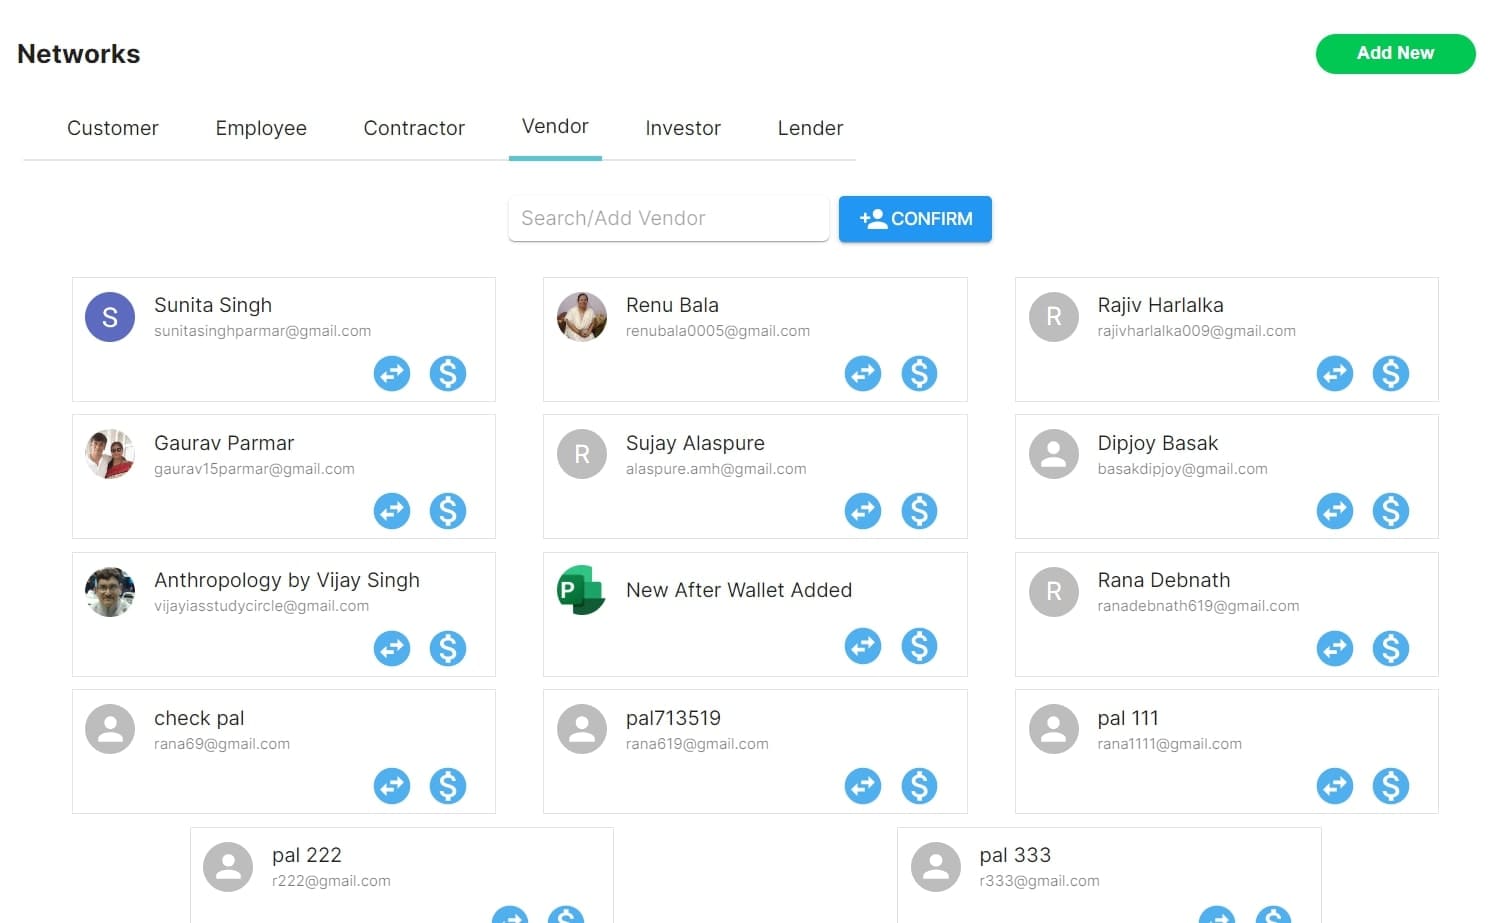 Networks
Add New
Customer Employee Contractor Vendor Investor Lender
Search/Add Vendor
CONFIRM
S
Sunita Singh
sunitasinghparmar@gmail.com
Renu Bala
renubala0005@gmail.com
R
Rajiv Harlalka
rajivharlalka009@gmail.com
Gaurav Parmar
gaurav15parmar@gmail.com
R
Sujay Alaspure
alaspure.amh@gmail.com
Dipjoy Basak
basakdipjoy@gmail.com
Anthropology by Vijay Singh
vijayiasstudycircle@gmail.com
P
New After Wallet Added
R
Rana Debnath
ranadebnath619@gmail.com
check pal
rana69@gmail.com
pal713519
rana619@gmail.com
pal 111
rana1111@gmail.com
pal 222
r222@gmail.com
pal 333
r333@gmail.com